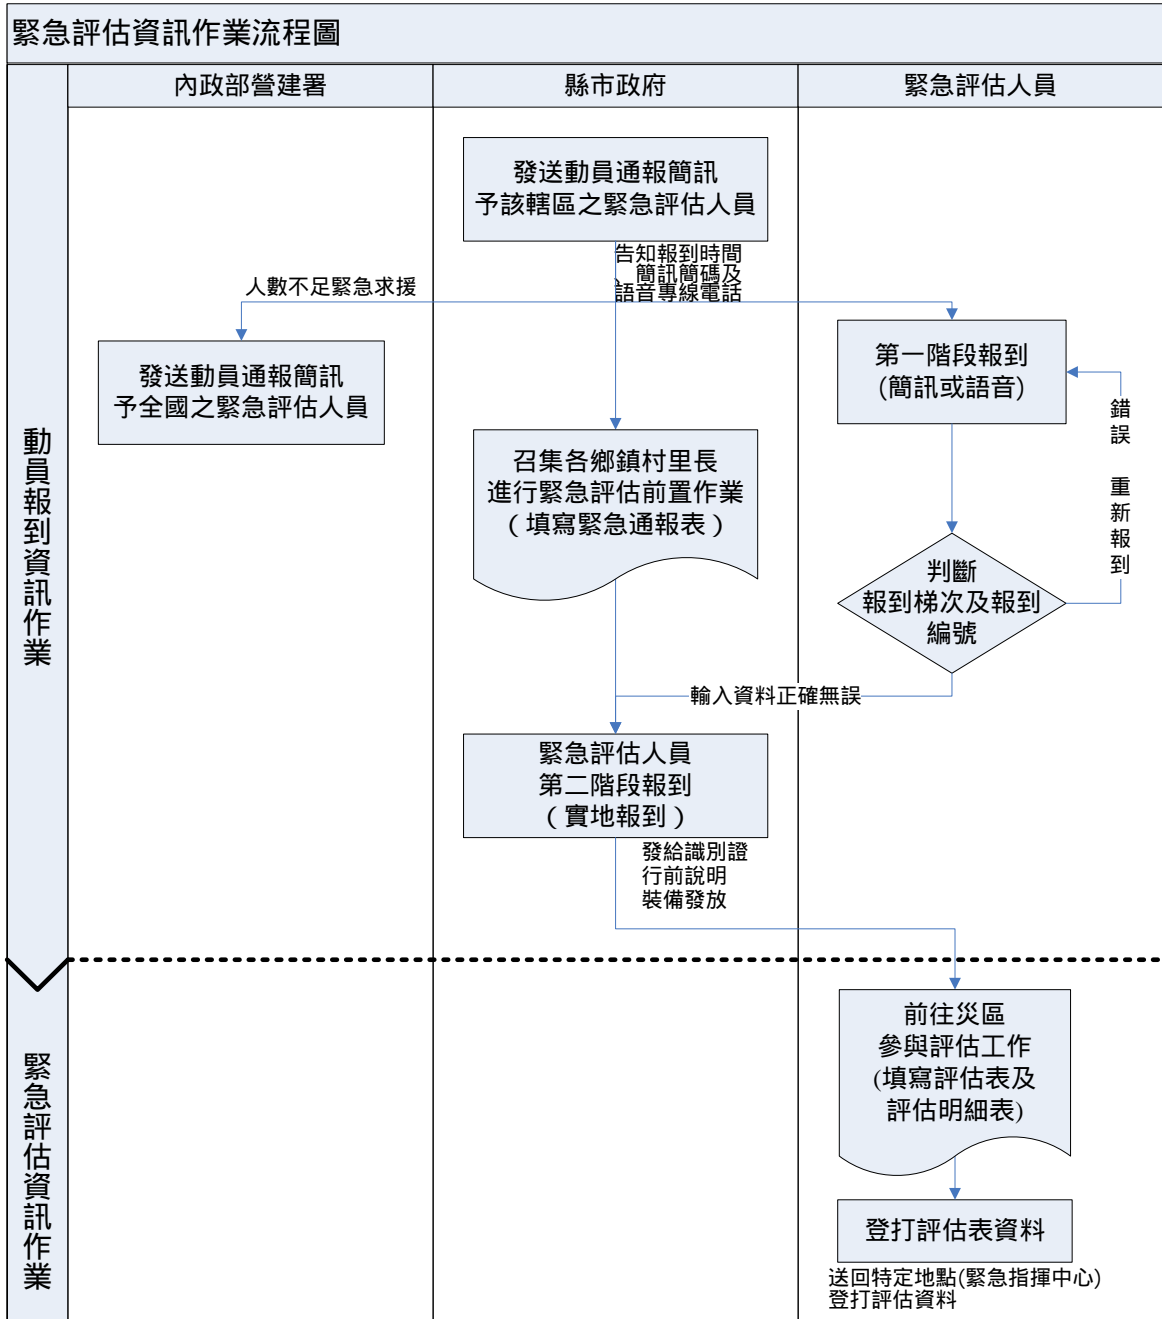 緊急評估資訊作業流程圖
內政部營建署
縣市政府
緊急評估人員
動員報到資訊作業
發送動員通報簡訊
予該轄區之緊急評估人員
告知報到時間
、簡訊簡碼及
語音專線電話
人數不足緊急求援
發送動員通報簡訊
予全國之緊急評估人員
第一階段報到
(簡訊或語音)
錯誤 重新報到
召集各鄉鎮村里長
進行緊急評估前置作業
（填寫緊急通報表）
判斷
報到梯次及報到
編號
輸入資料正確無誤
緊急評估人員
第二階段報到
（實地報到）
發給識別證
行前說明
裝備發放
緊急評估資訊作業
前往災區
參與評估工作
(填寫評估表及
評估明細表)
登打評估表資料
送回特定地點(緊急指揮中心)
登打評估資料